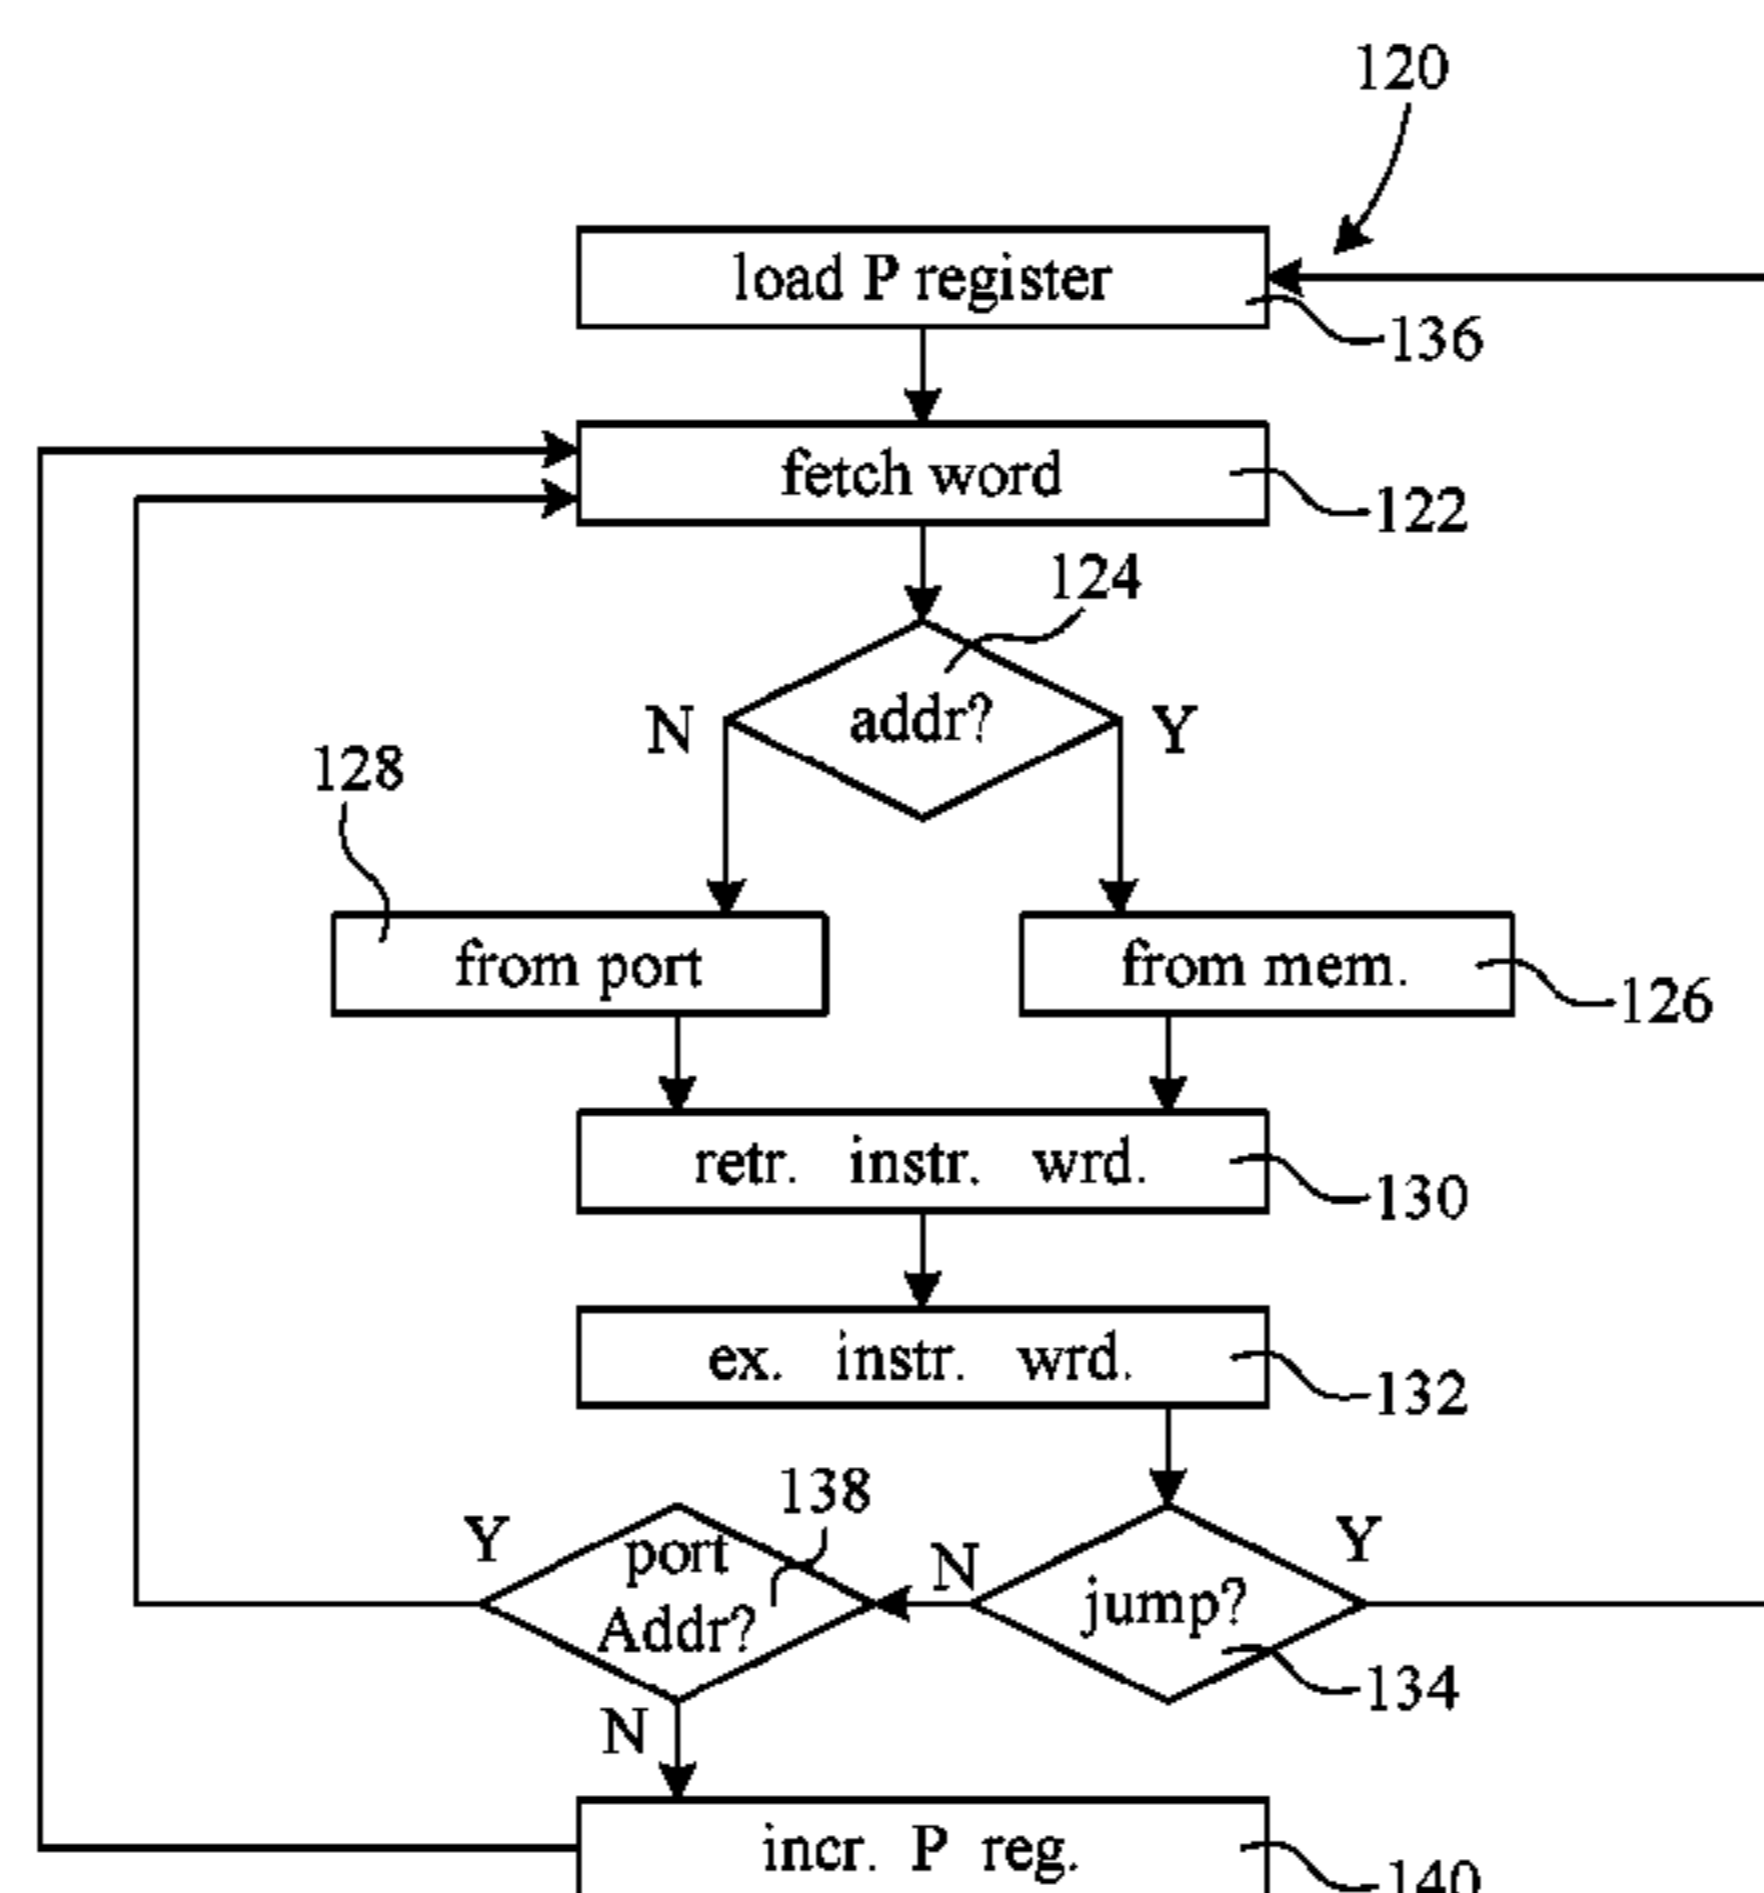 120
load P register
136
fetch word
122
124
addr?
N
Y
128
from port
from mem.
126
retr. instr. wrd.
130
ex. instr. wrd.
132
138
Y
port
Addr?
N
jump?
Y
134
N
incr. P reg.
140